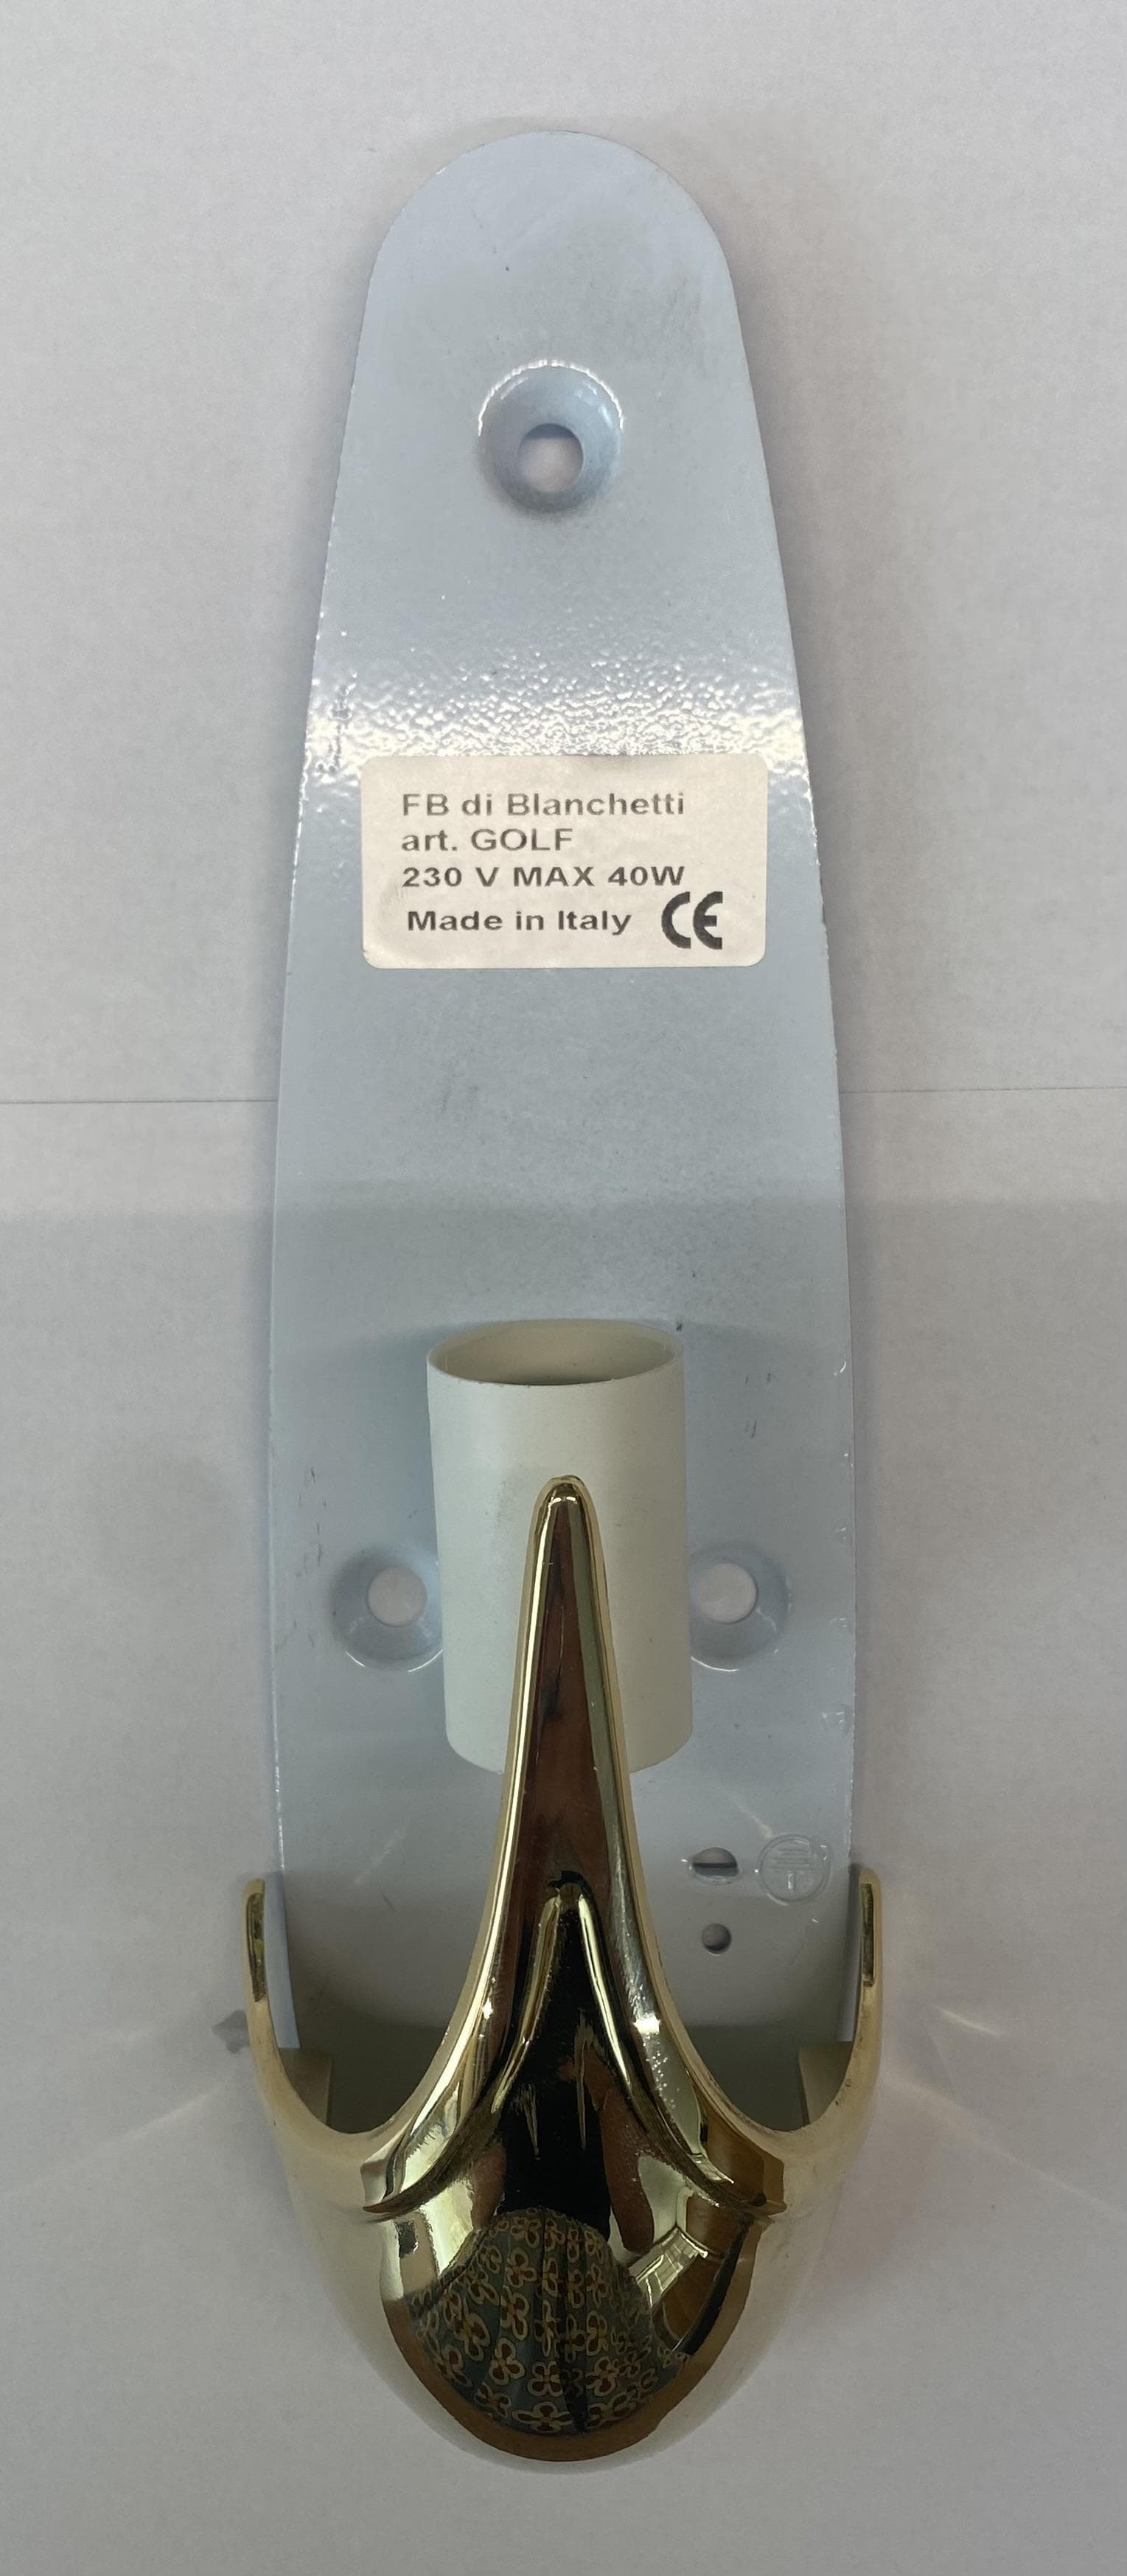 FB di Blanchetti
art. GOLF
230 V MAX 40W
Made in Italy CE